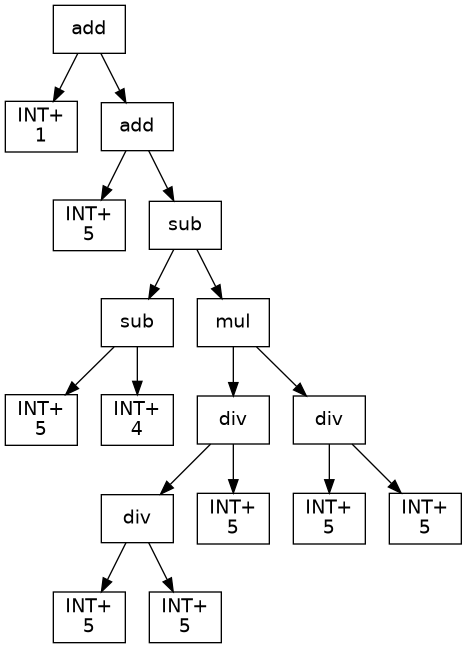 add
INT+
1
add
INT+
5
sub
sub
mul
INT+
5
INT+
4
div
div
div
INT+
5
INT+
5
INT+
5
INT+
5
INT+
5